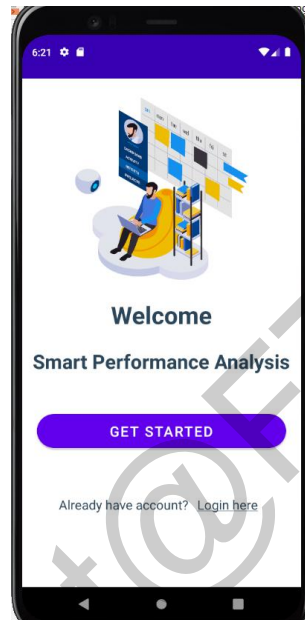 6:21
Welcome
Smart Performance Analysis
GET STARTED
Already have account? Login here